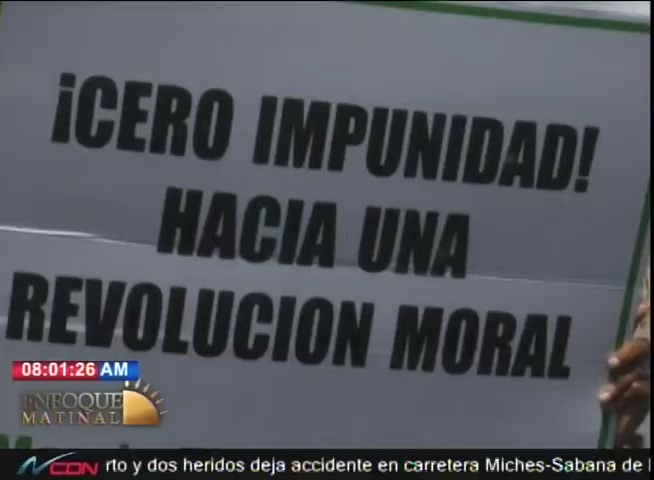 ¡CERO IMPUNIDAD!
HACIA UNA
REVOLUCION MORAL
08:01:26 AM
ENFOQUE
MATINAL
CDN rto y dos heridos deja accidente en carretera Miches-Sabana de l